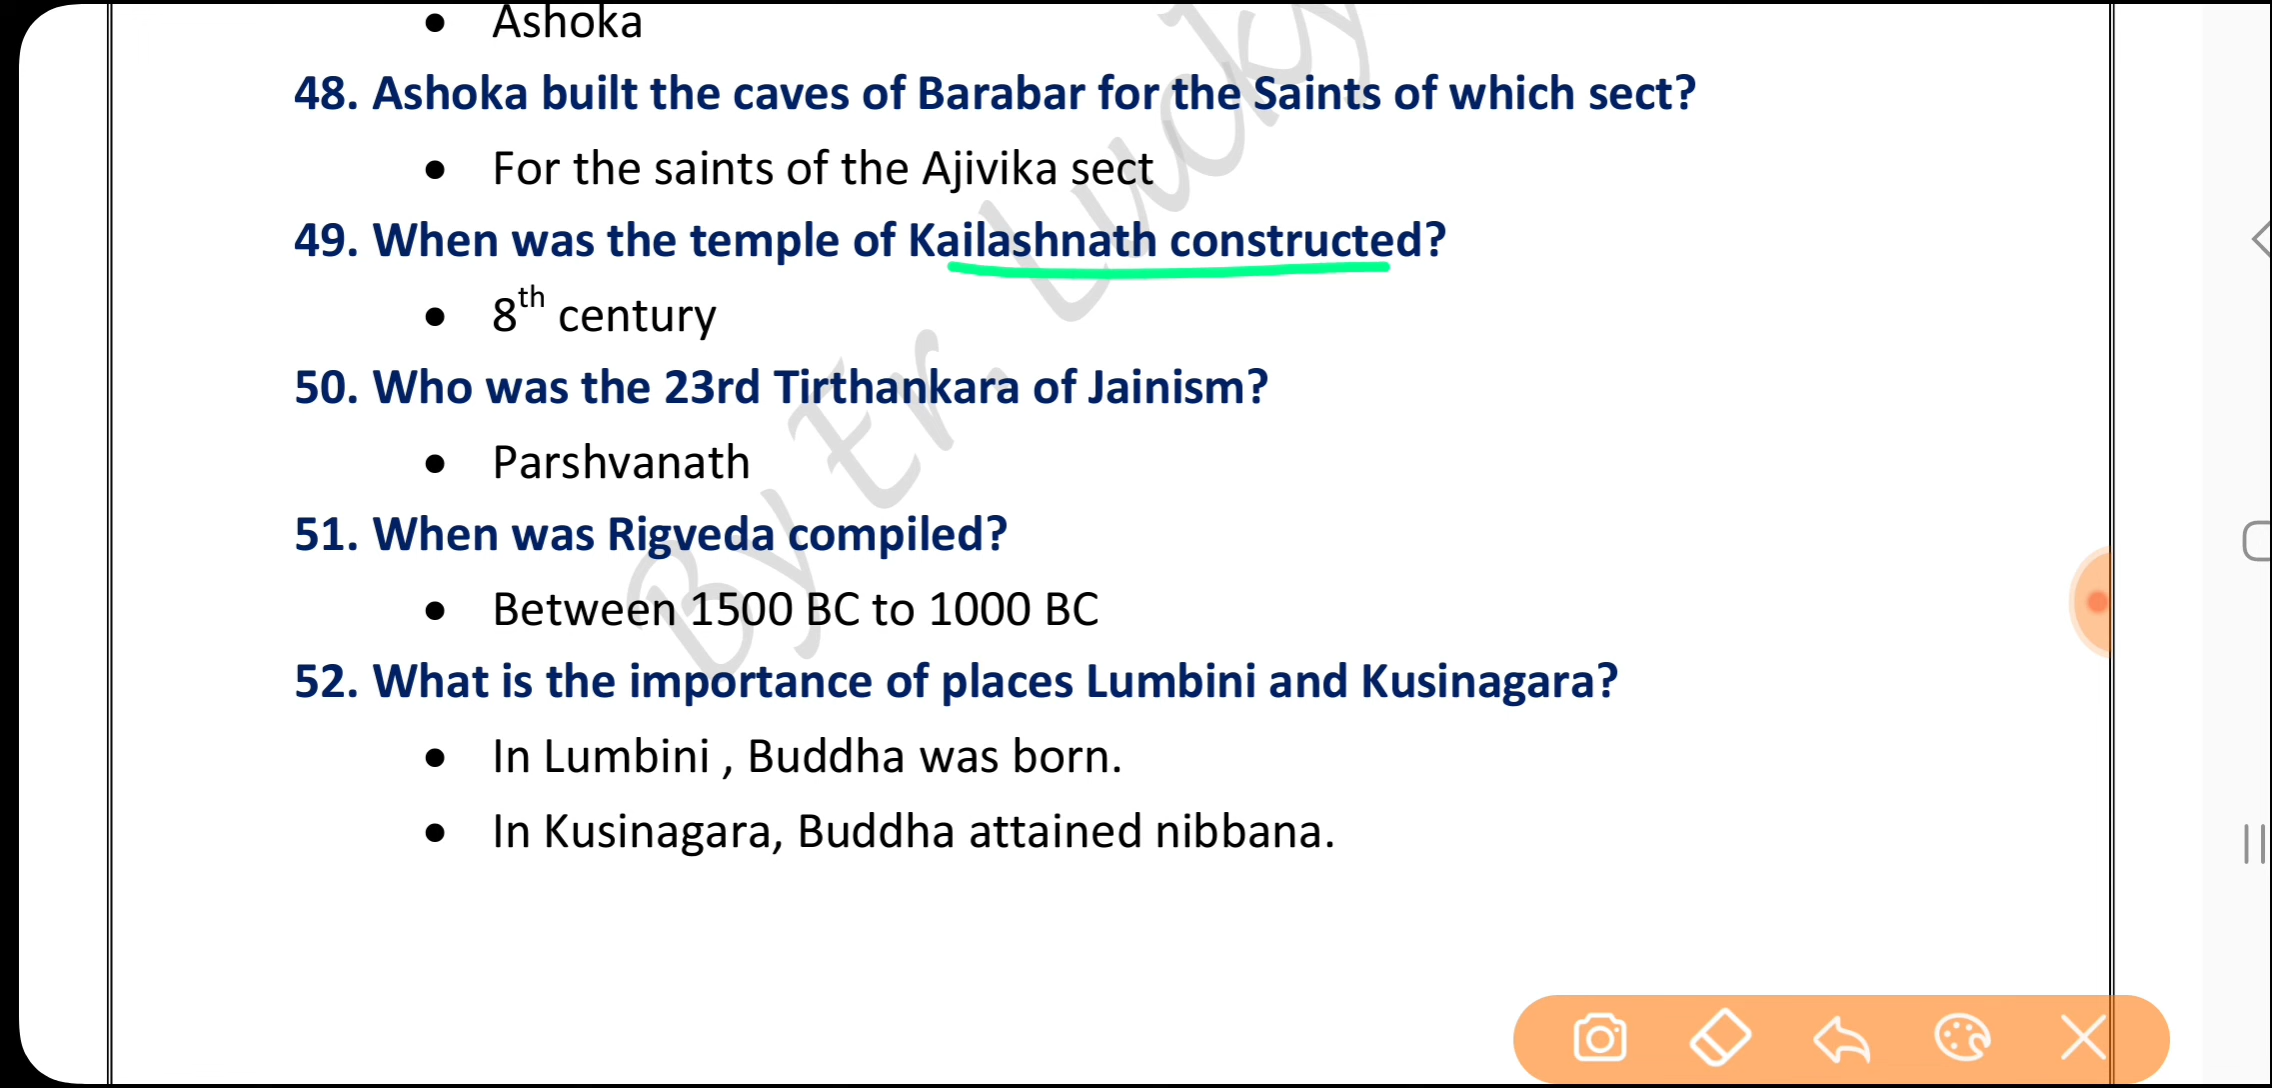 • Ashoka
48. Ashoka built the caves of Barabar for the Saints of which sect?
• For the saints of the Ajivika sect
49. When was the temple of Kailashnath constructed?
• 8th century
50. Who was the 23rd Tirthankara of Jainism?
• Parshvanath
51. When was Rigveda compiled?
• Between 1500 BC to 1000 BC
52. What is the importance of places Lumbini and Kusinagara?
• In Lumbini , Buddha was born.
• In Kusinagara, Buddha attained nibbana.
By Er. Lucky